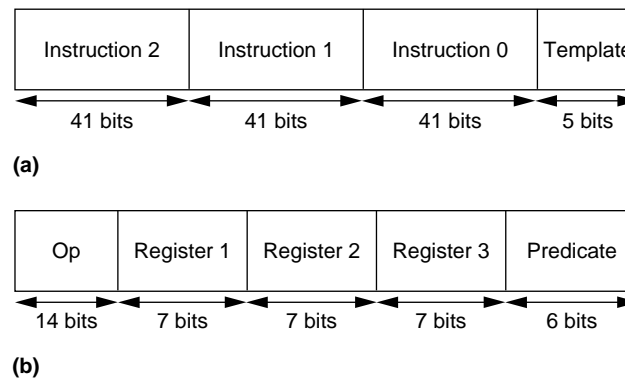 Instruction 2 Instruction 1 Instruction 0 Template
41 bits 41 bits 41 bits 5 bits
(a)
Op Register 1 Register 2 Register 3 Predicate
14 bits 7 bits 7 bits 7 bits 6 bits
(b)